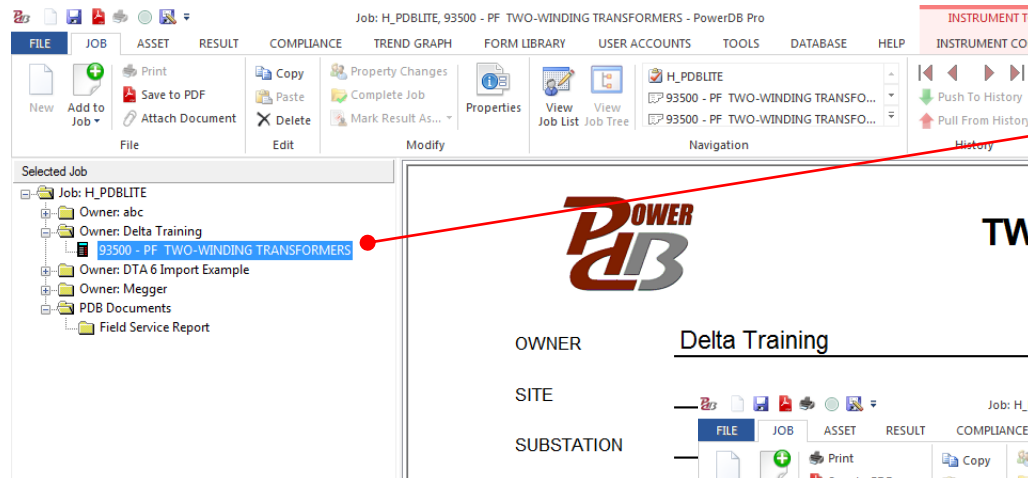 Job: H_PDBLITE, 93500 - PF TWO-WINDING TRANSFORMERS - PowerDB Pro
INSTRUMENT T
FILE JOB ASSET RESULT COMPLIANCE TREND GRAPH FORM LIBRARY USER ACCOUNTS TOOLS DATABASE HELP INSTRUMENT CO
New
Add to Job
Print
Save to PDF
Attach Document
File
Copy
Paste
Delete
Edit
Property Changes
Complete Job
Mark Result As...
Properties
Modify
View Job List
View Job Tree
H_PDBLITE
93500 - PF TWO-WINDING TRANSFO...
93500 - PF TWO-WINDING TRANSFO...
Navigation
Push To History
Pull From History
History
Selected Job
Job: H_PDBLITE
Owner: abc
Owner: Delta Training
93500 - PF TWO-WINDING TRANSFORMERS
Owner: DTA 6 Import Example
Owner: Megger
PDB Documents
Field Service Report
POWER DB
TW
OWNER Delta Training
SITE
SUBSTATION
Job: H_
FILE JOB ASSET RESULT COMPLIANCE
Print
Copy